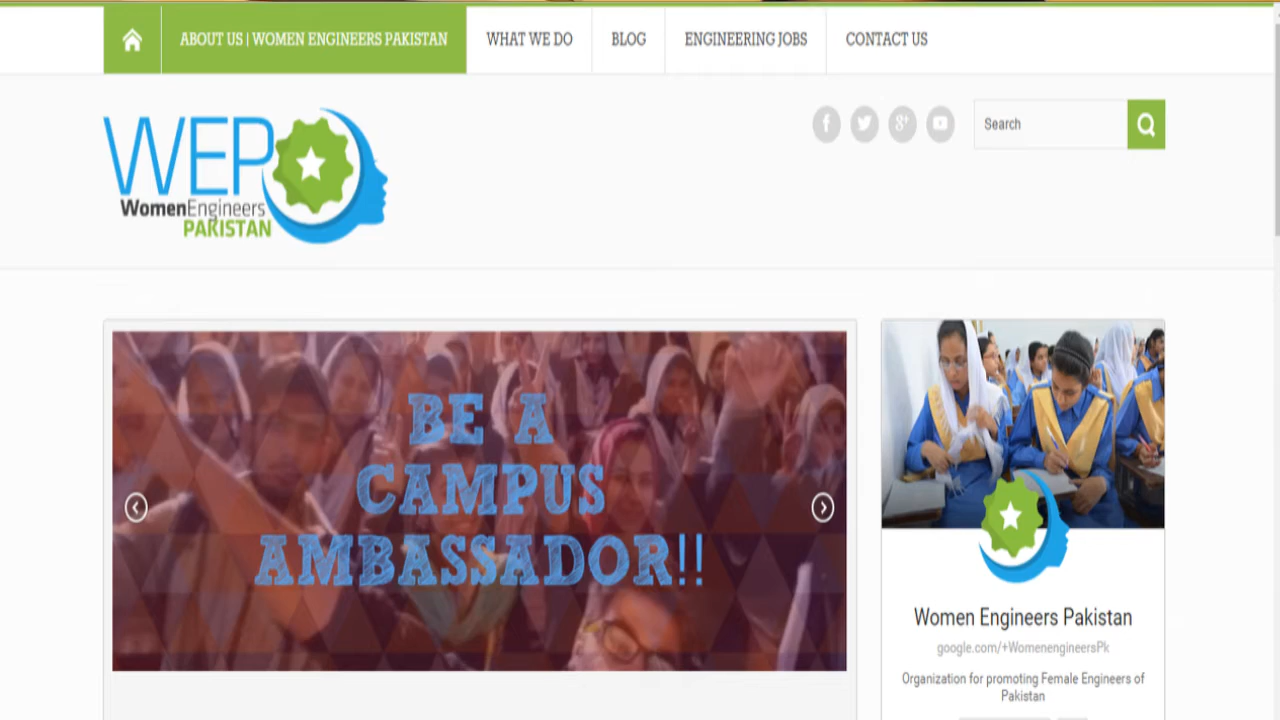 ABOUT US | WOMEN ENGINEERS PAKISTAN
WHAT WE DO
BLOG
ENGINEERING JOBS
CONTACT US
WEP
WomenEngineers
PAKISTAN
f
g+
Search
BE A
CAMPUS
AMBASSADOR!!
Women Engineers Pakistan
google.com/+WomenengineersPk
Organization for promoting Female Engineers of
Pakistan